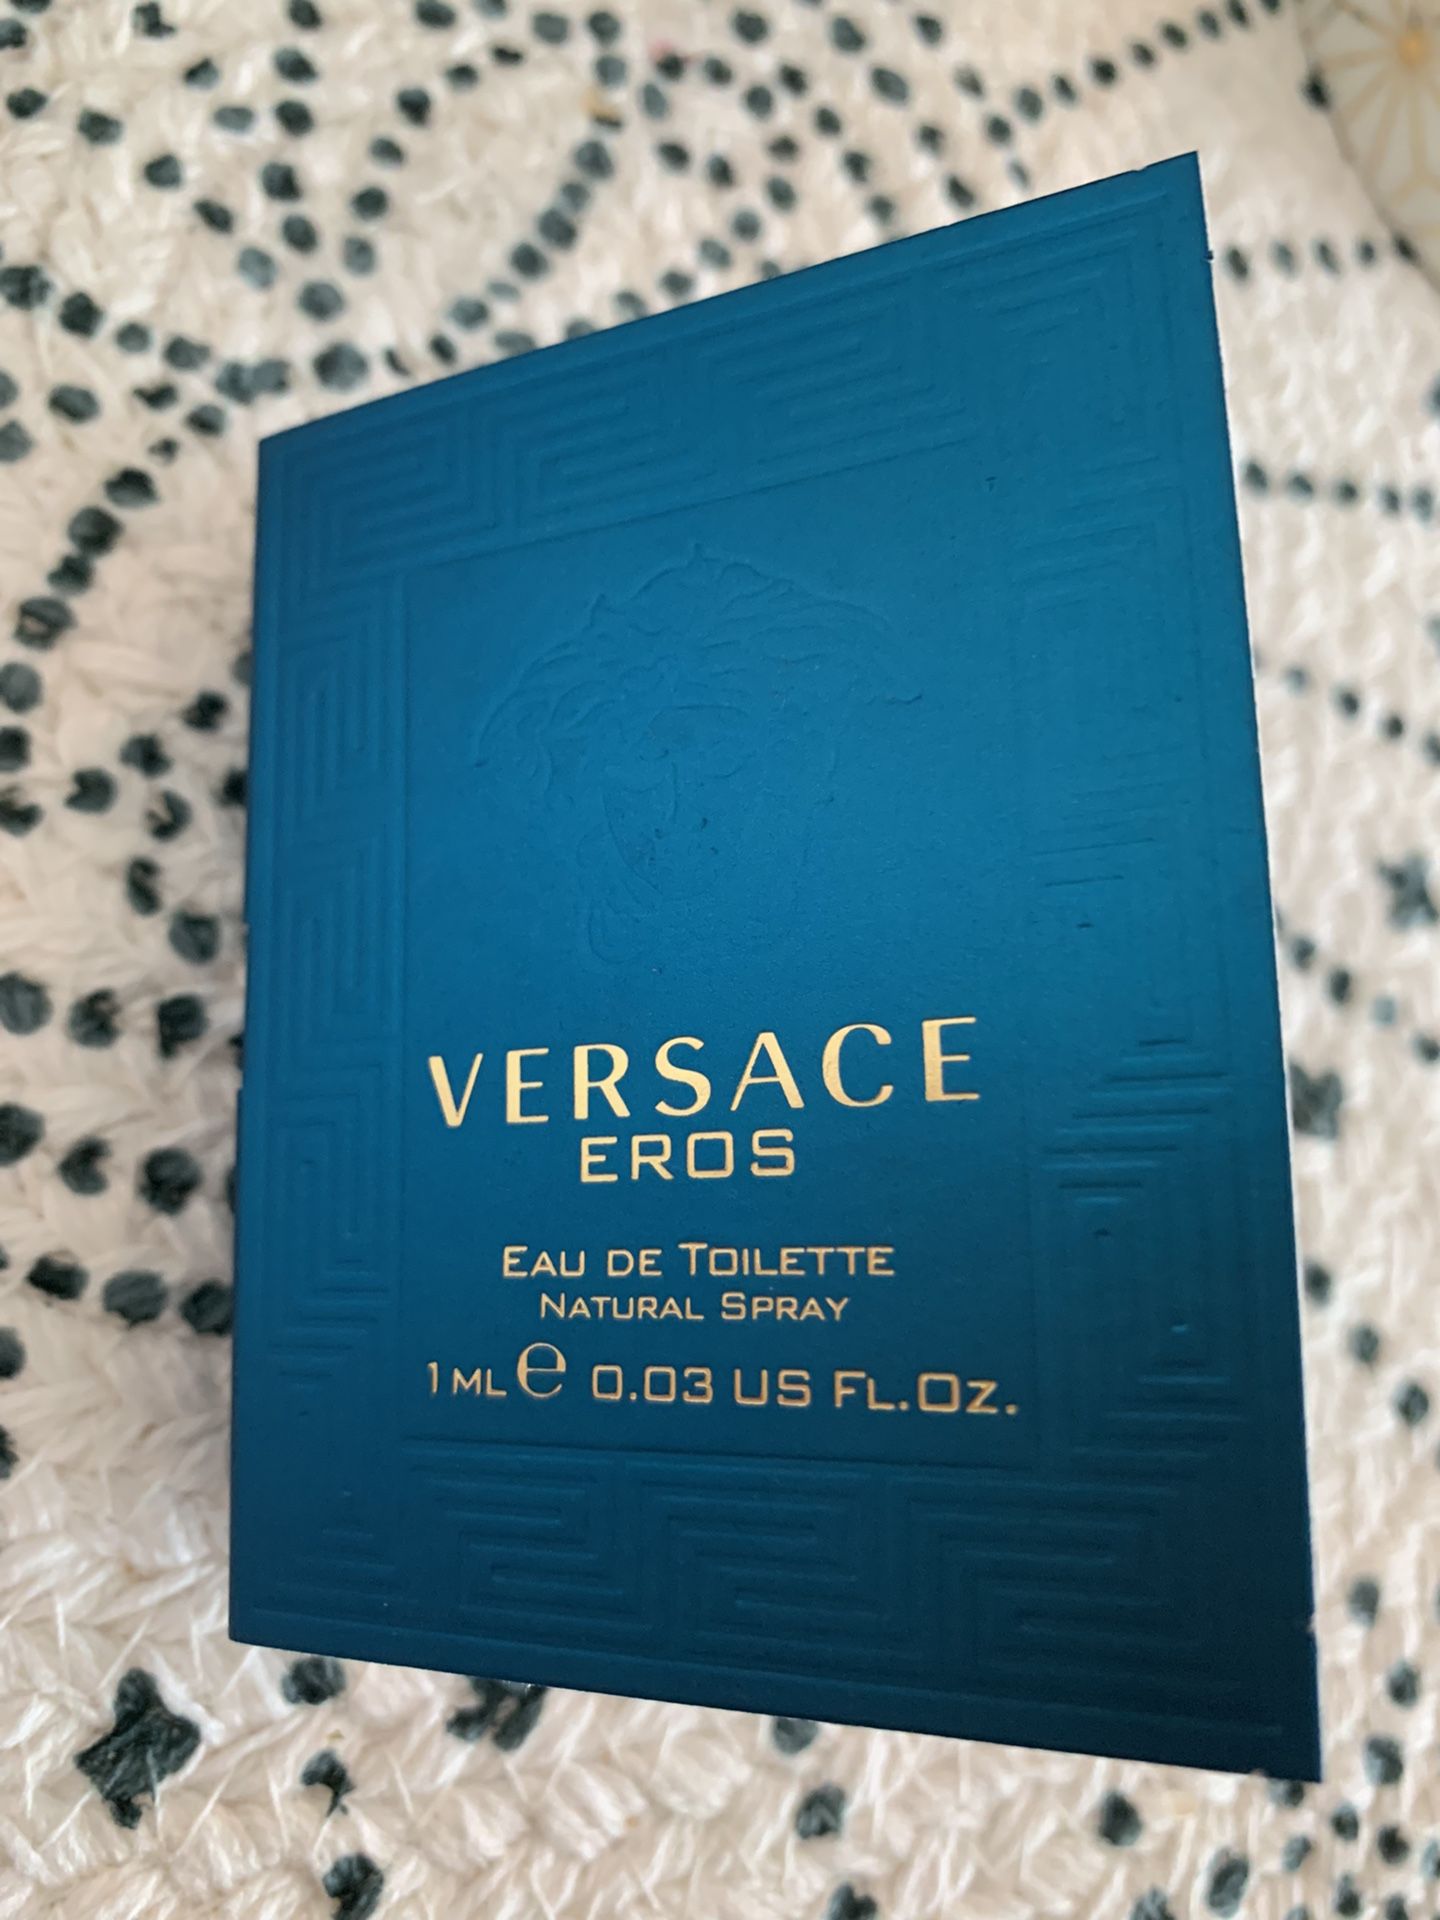 VERSACE
EROS
EAU DE TOILETTE
NATURAL SPRAY
1 ML e 0.03 US FL.OZ.